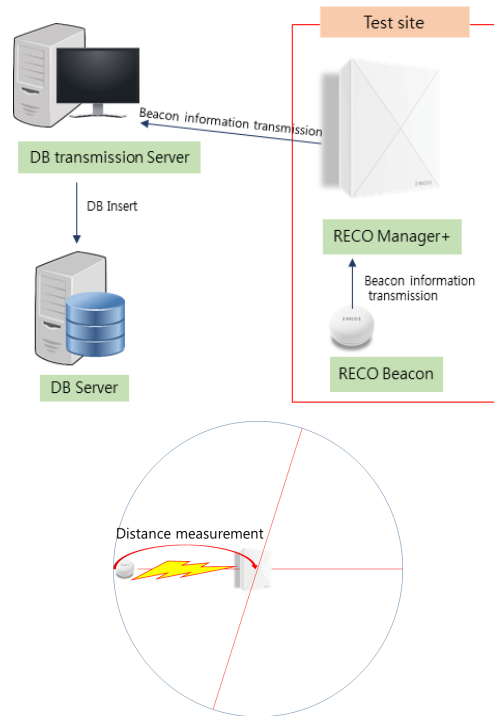 Test site
Beacon information transmission
DB transmission Server
DB Insert
RECO Manager+
Beacon information
transmission
RECO Beacon
DB Server
Distance measurement